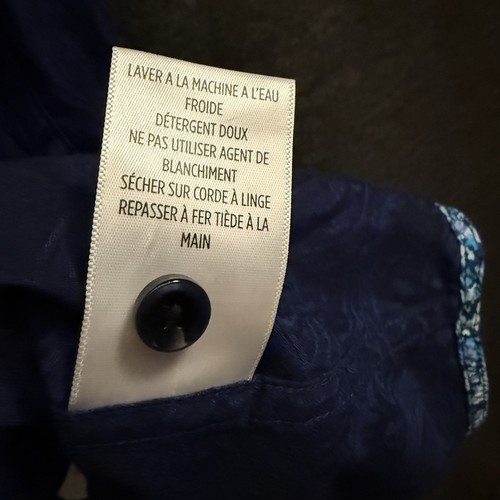 LAVER A LA MACHINE A L'EAU
FROIDE
DÉTERGENT DOUX
NE PAS UTILISER AGENT DE
BLANCHIMENT
SÉCHER SUR CORDE À LINGE
REPASSER À FER TIÈDE À LA
MAIN